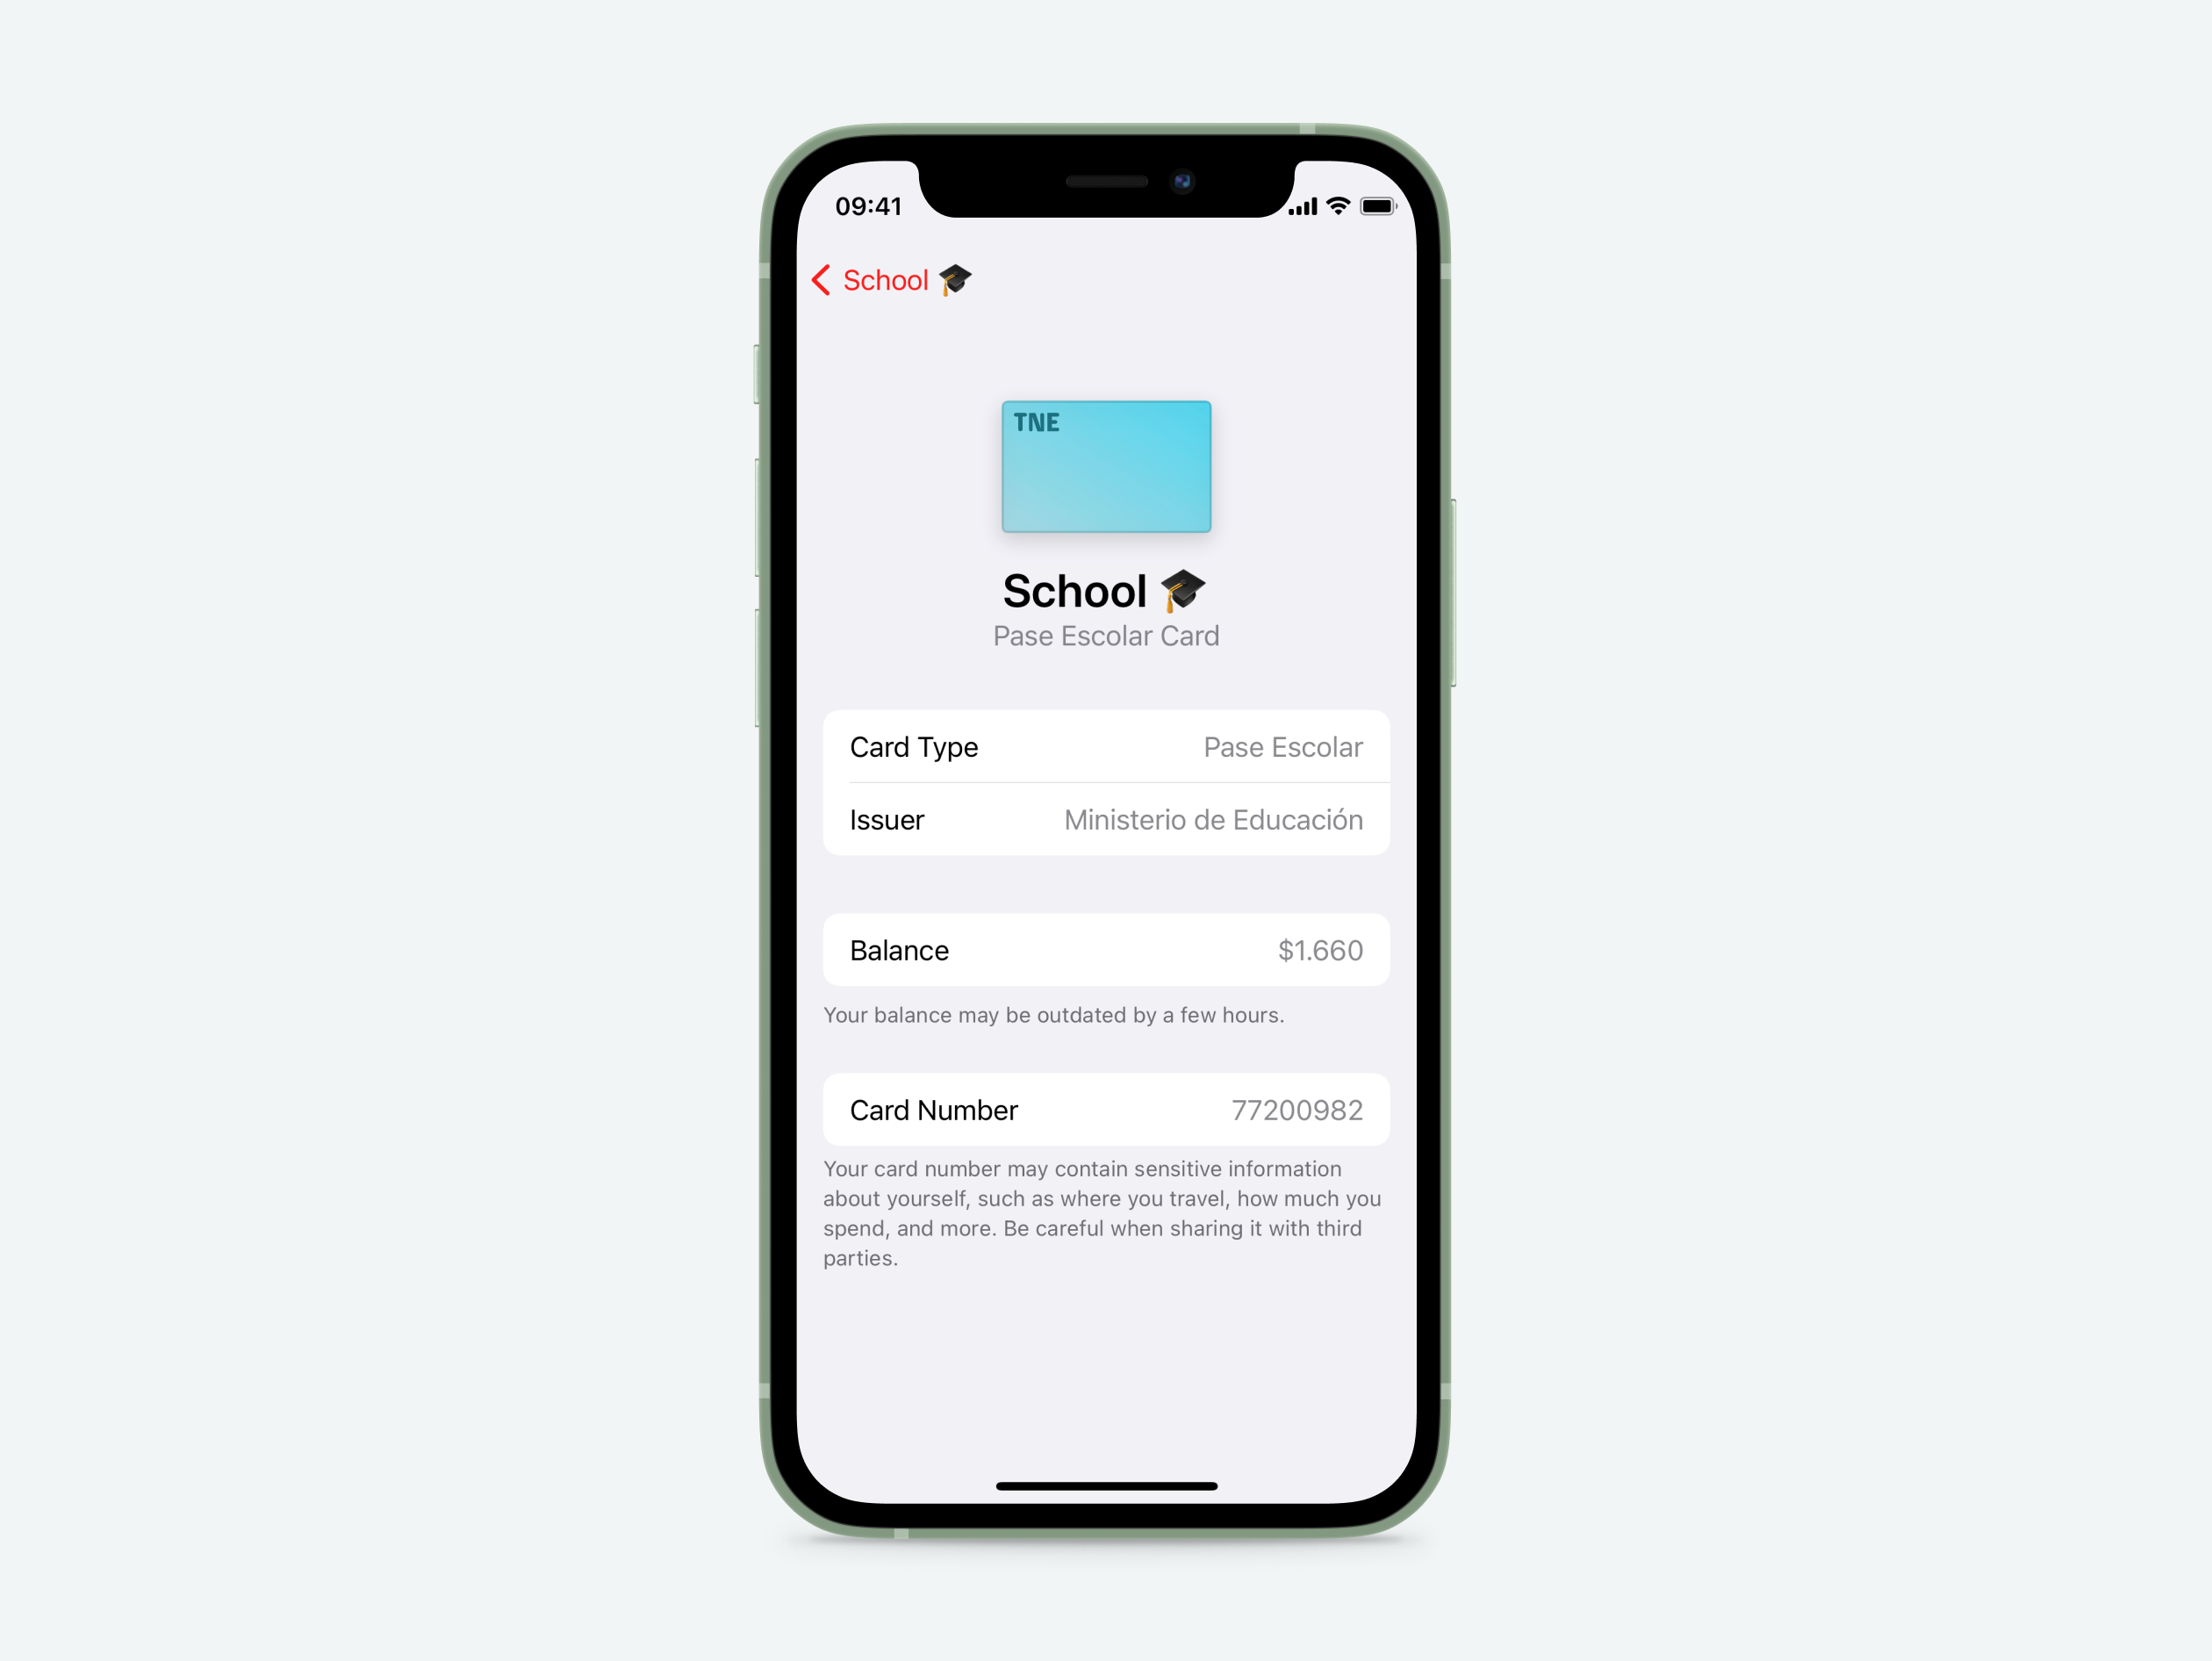 09:41
School 🎓
TNE
School 🎓
Pase Escolar Card
Card Type Pase Escolar
Issuer Ministerio de Educación
Balance $1.660
Your balance may be outdated by a few hours.
Card Number 77200982
Your card number may contain sensitive information
about yourself, such as where you travel, how much you
spend, and more. Be careful when sharing it with third
parties.